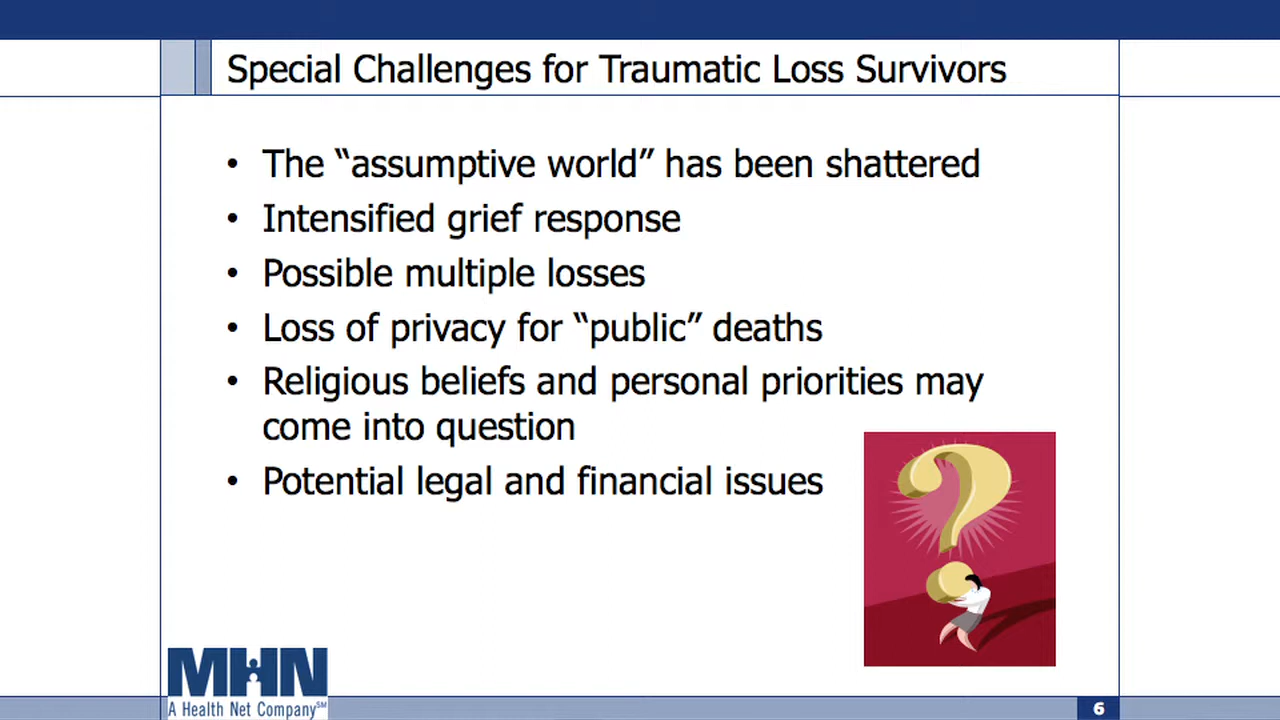 Special Challenges for Traumatic Loss Survivors
• The “assumptive world” has been shattered
• Intensified grief response
• Possible multiple losses
• Loss of privacy for “public” deaths
• Religious beliefs and personal priorities may
come into question
• Potential legal and financial issues
?
MHN
A Health Net Company℠
6